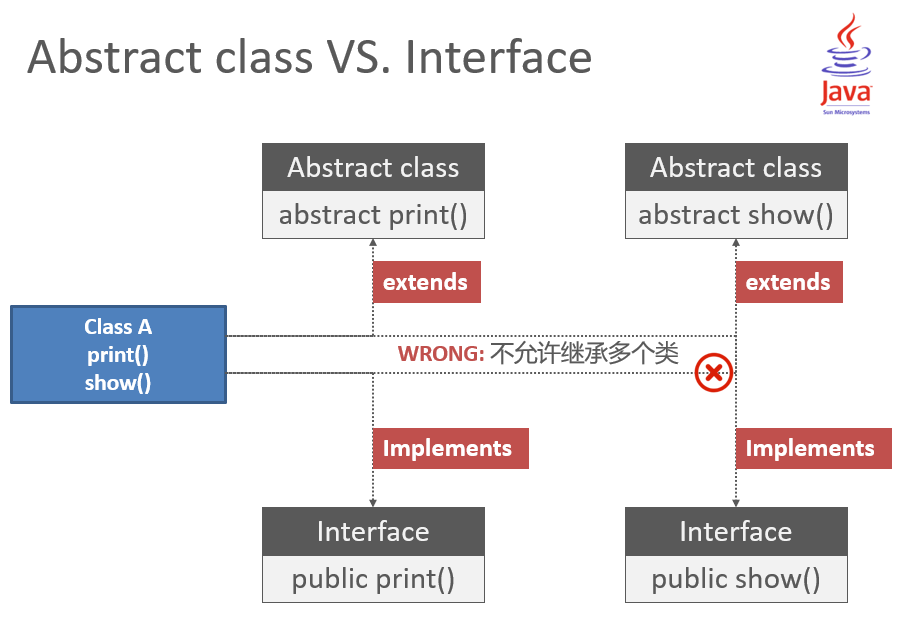 Abstract class VS. Interface
Java
Sun Microsystems
Abstract class
abstract print()
Abstract class
abstract show()
extends
extends
Class A
print()
show()
WRONG: 不允许继承多个类
Implements
Implements
Interface
public print()
Interface
public show()